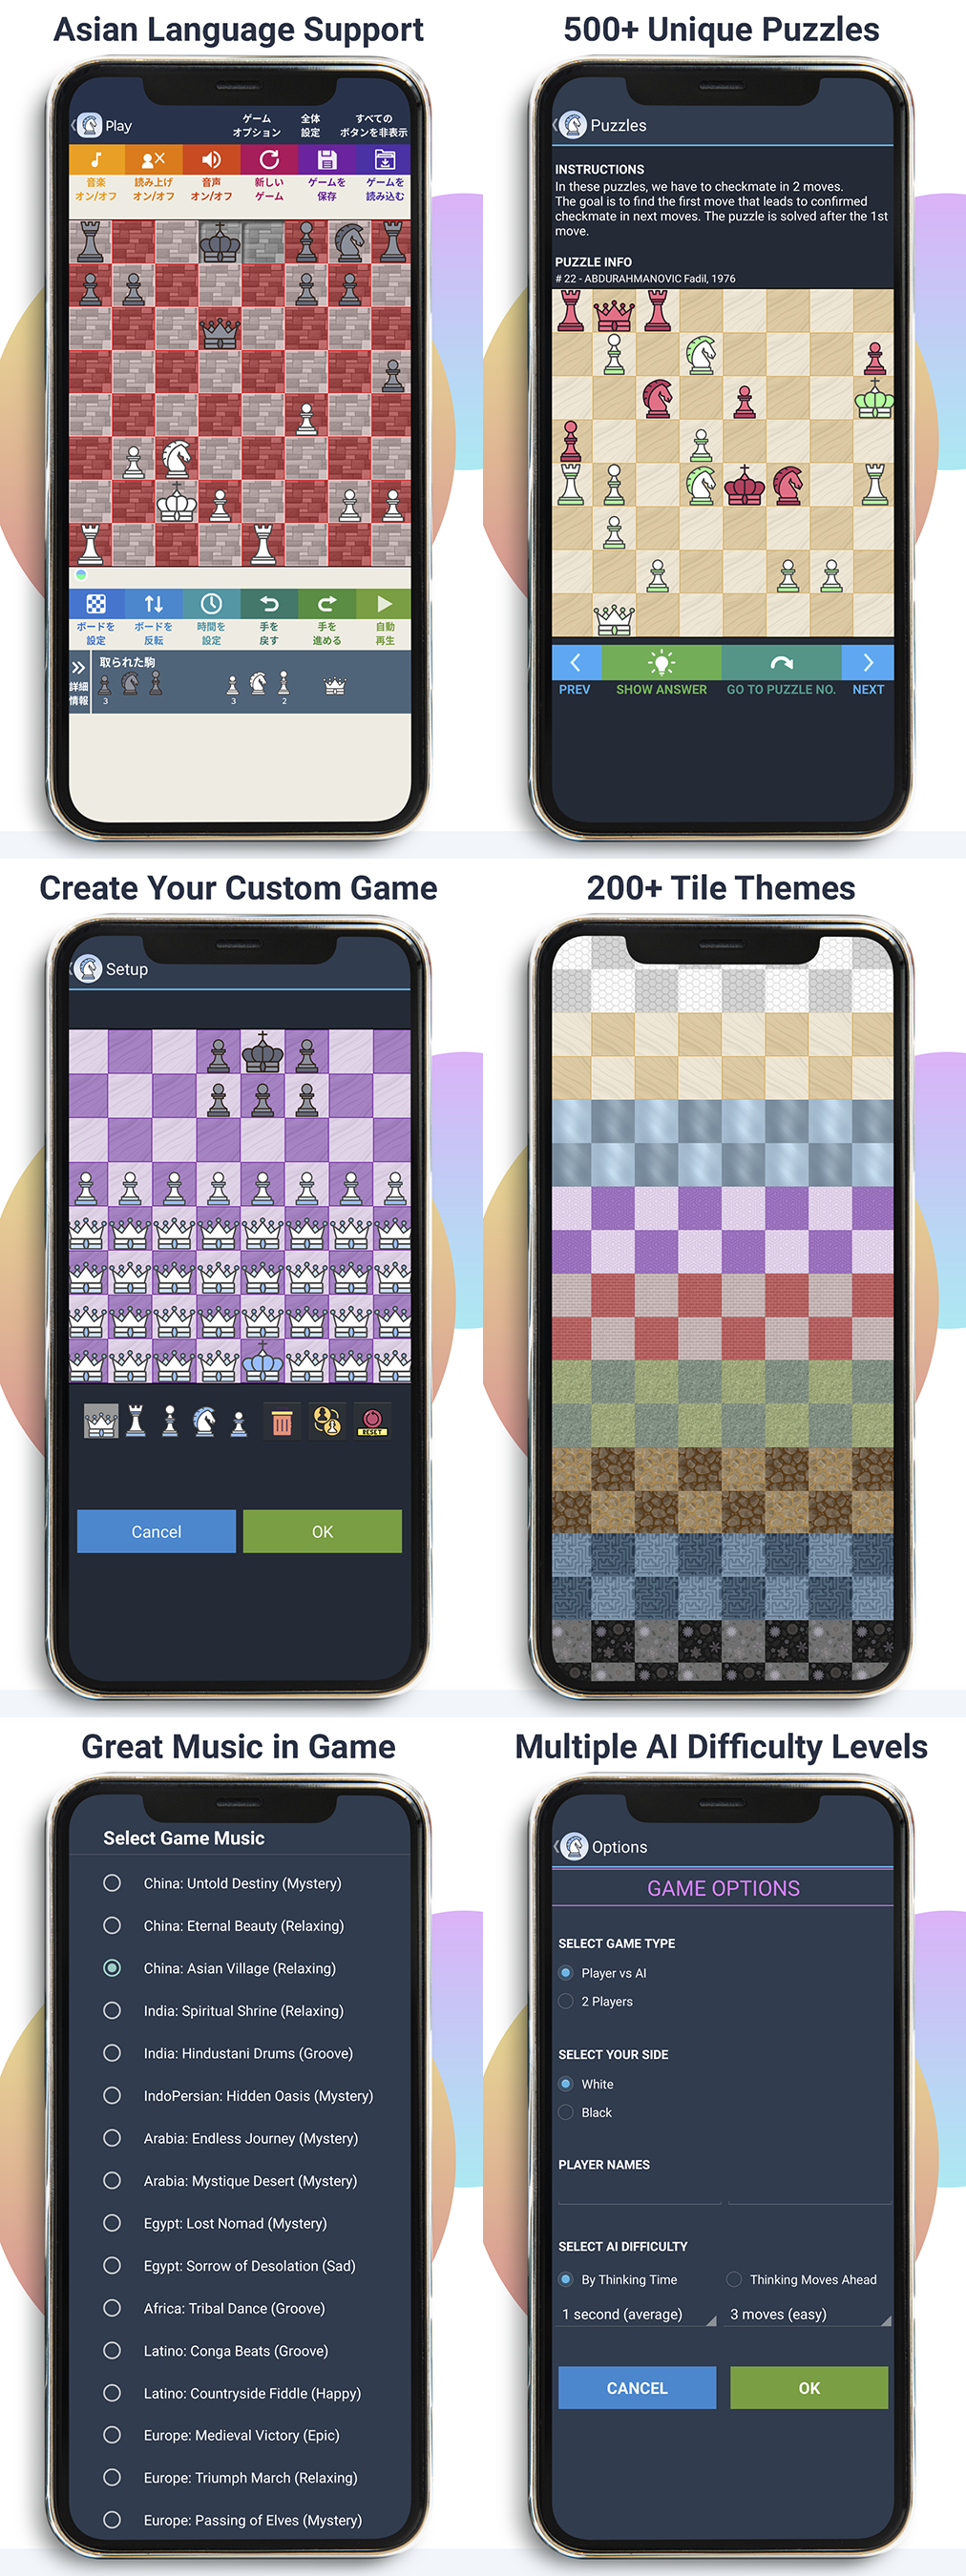 Asian Language Support
Play
ゲーム
オプション
全体
設定
すべての
ボタンを非表示
音楽
オン/オフ
読み上げ
オン/オフ
音声
オン/オフ
新しい
ゲーム
ゲームを
保存
ゲームを
読み込む
ボードを
設定
ボードを
反転
時間を
設定
手を
戻す
手を
進める
自動
再生
詳細
情報
取られた駒
3
3
2
500+ Unique Puzzles
Puzzles
INSTRUCTIONS
In these puzzles, we have to checkmate in 2 moves.
The goal is to find the first move that leads to confirmed
checkmate in next moves. The puzzle is solved after the 1st
move.
PUZZLE INFO
# 22 - ABDURAHMANOVIC Fadil, 1976
PREV
SHOW ANSWER
GO TO PUZZLE NO.
NEXT
Create Your Custom Game
Setup
RESET
Cancel
OK
200+ Tile Themes
Great Music in Game
Select Game Music
China: Untold Destiny (Mystery)
China: Eternal Beauty (Relaxing)
China: Asian Village (Relaxing)
India: Spiritual Shrine (Relaxing)
India: Hindustani Drums (Groove)
IndoPersian: Hidden Oasis (Mystery)
Arabia: Endless Journey (Mystery)
Arabia: Mystique Desert (Mystery)
Egypt: Lost Nomad (Mystery)
Egypt: Sorrow of Desolation (Sad)
Africa: Tribal Dance (Groove)
Latino: Conga Beats (Groove)
Latino: Countryside Fiddle (Happy)
Europe: Medieval Victory (Epic)
Europe: Triumph March (Relaxing)
Europe: Passing of Elves (Mystery)
Multiple AI Difficulty Levels
Options
GAME OPTIONS
SELECT GAME TYPE
Player vs AI
2 Players
SELECT YOUR SIDE
White
Black
PLAYER NAMES
SELECT AI DIFFICULTY
By Thinking Time
Thinking Moves Ahead
1 second (average)
3 moves (easy)
CANCEL
OK